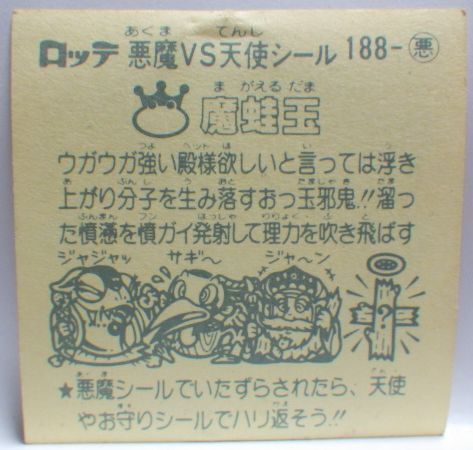 ロッテ 悪魔VS天使シール 188-悪
魔蛙玉
ウガウガ強い殿様欲しいと言っては浮き
上がり分子を生み落すおっ玉邪鬼!!溜っ
た憤懣を憤ガイ発射して理力を吹き飛ばす
ジャジャッ サギ〜 ジャ〜ン
★悪魔シールでいたずらされたら、天使
やお守りシールでハリ返そう!!